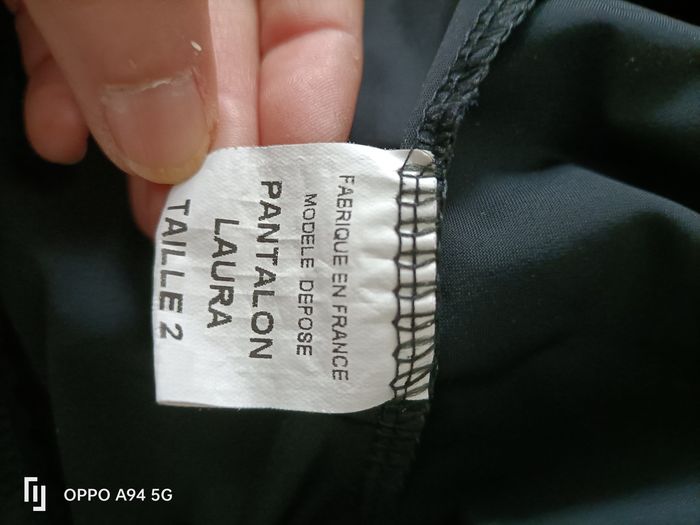 FABRIQUE EN FRANCE
MODELE DEPOSE
PANTALON
LAURA
TAILLE 2
OPPO A94 5G